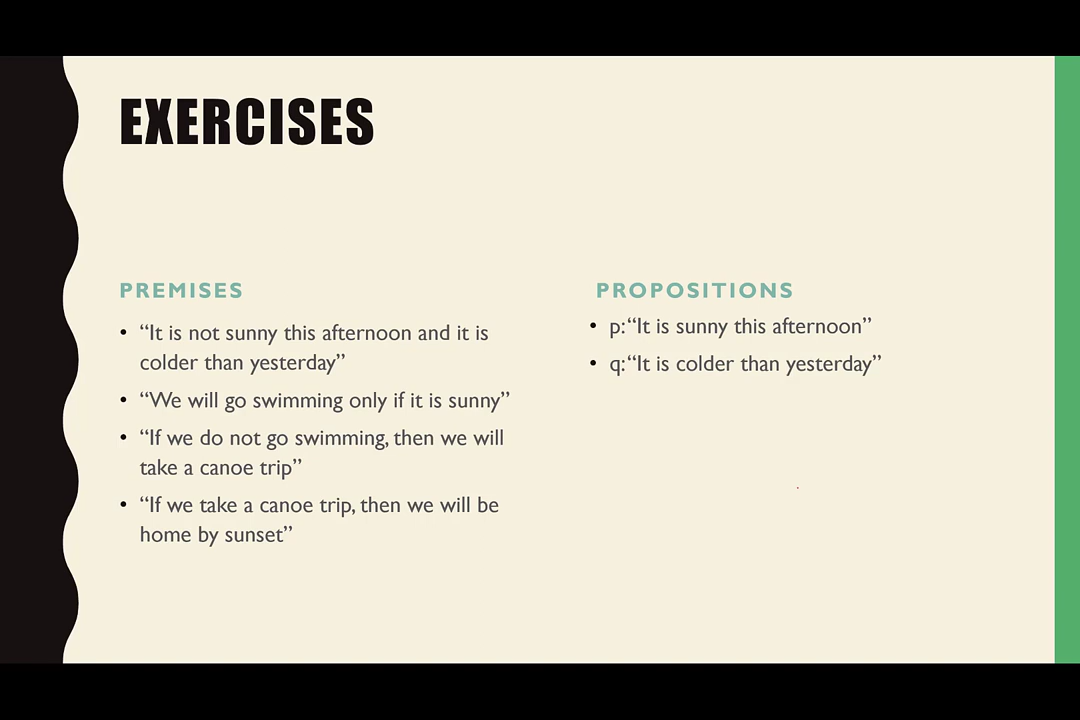 EXERCISES
PREMISES
• “It is not sunny this afternoon and it is
colder than yesterday”
• “We will go swimming only if it is sunny”
• “If we do not go swimming, then we will
take a canoe trip”
• “If we take a canoe trip, then we will be
home by sunset”
PROPOSITIONS
• p:“It is sunny this afternoon”
• q:“It is colder than yesterday”